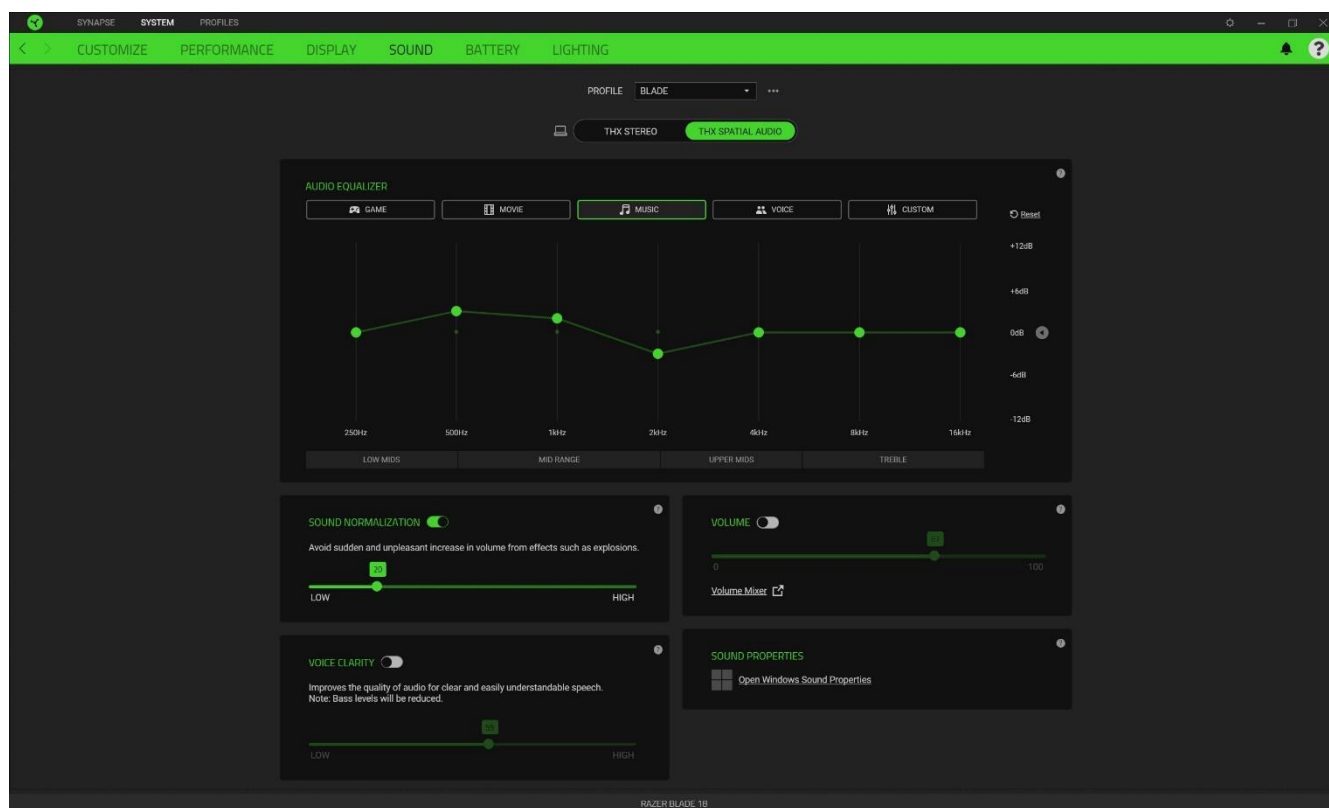 SYNAPSE SYSTEM PROFILES
CUSTOMIZE PERFORMANCE DISPLAY SOUND BATTERY LIGHTING ?
PROFILE BLADE
THX STEREO THX SPATIAL AUDIO
AUDIO EQUALIZER
GAME MOVIE MUSIC VOICE CUSTOM
Reset
+12dB
+6dB
0dB
-6dB
-12dB
250Hz 500Hz 1kHz 2kHz 4kHz 8kHz 16kHz
LOW MIDS MID RANGE UPPER MIDS TREBLE
SOUND NORMALIZATION
Avoid sudden and unpleasant increase in volume from effects such as explosions.
20
LOW HIGH
VOLUME
67
0 100
Volume Mixer
VOICE CLARITY
Improves the quality of audio for clear and easily understandable speech.
Note: Bass levels will be reduced.
LOW HIGH
SOUND PROPERTIES
Open Windows Sound Properties
RAZER BLADE 18